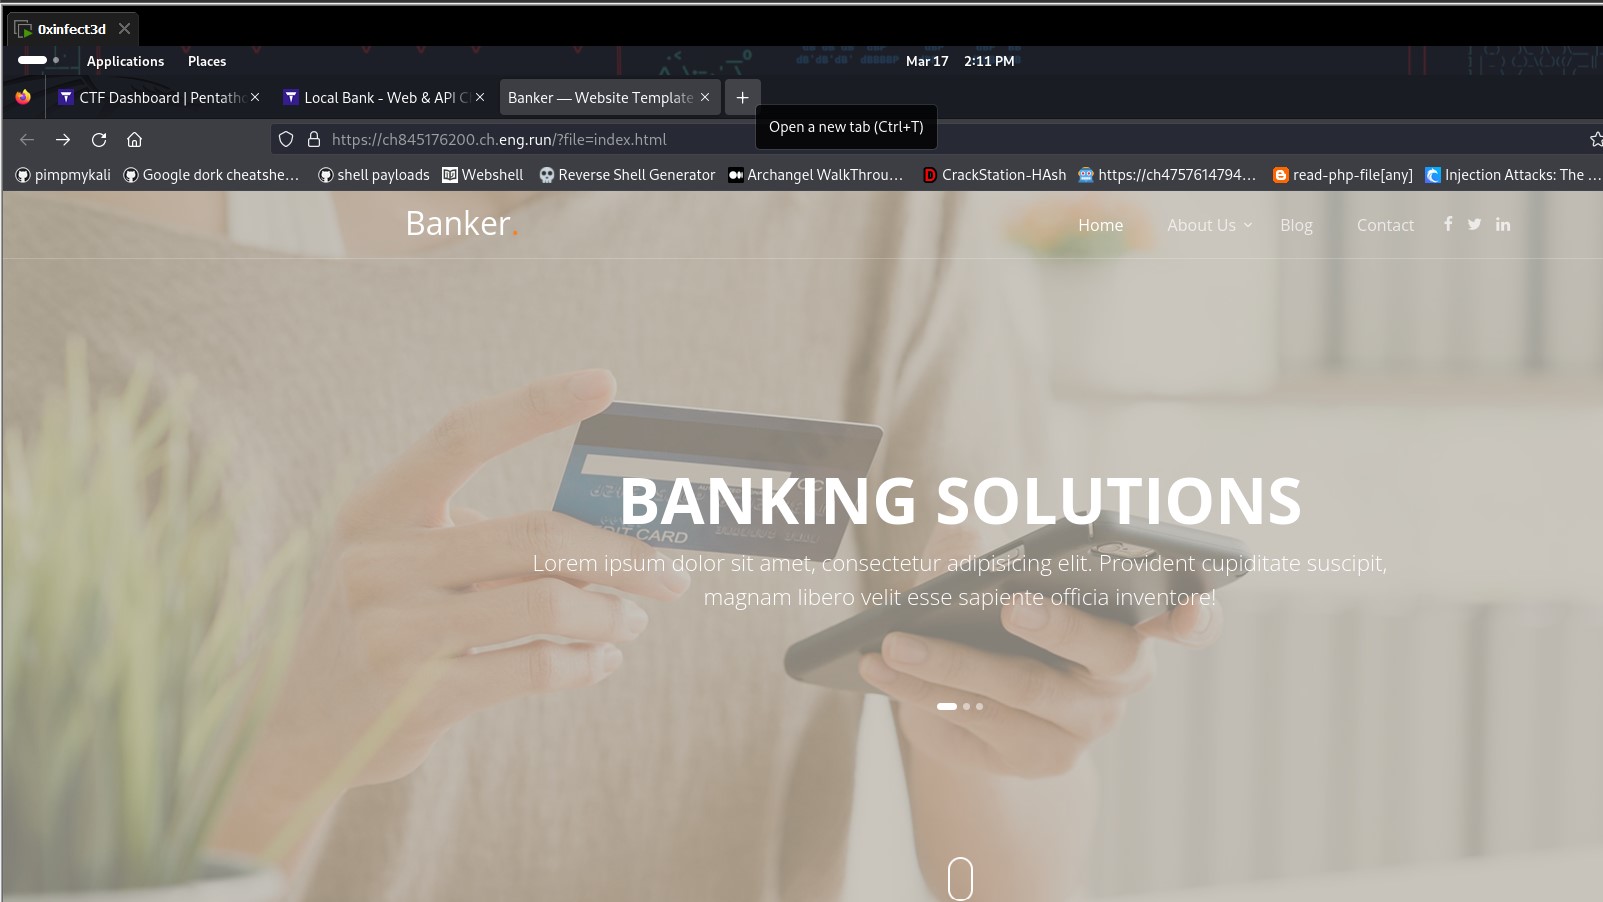 0xinfect3d
Applications Places Mar 17 2:11 PM
CTF Dashboard | Pentatho
Local Bank - Web & API C
Banker — Website Template
Open a new tab (Ctrl+T)
https://ch845176200.ch.eng.run/?file=index.html
pimpmykali Google dork cheatshe… shell payloads Webshell Reverse Shell Generator Archangel WalkThrou… CrackStation-HAsh https://ch4757614794… read-php-file[any] Injection Attacks: The …
Banker. Home About Us Blog Contact
BANKING SOLUTIONS
Lorem ipsum dolor sit amet, consectetur adipisicing elit. Provident cupiditate suscipit,
magnam libero velit esse sapiente officia inventore!
CARD